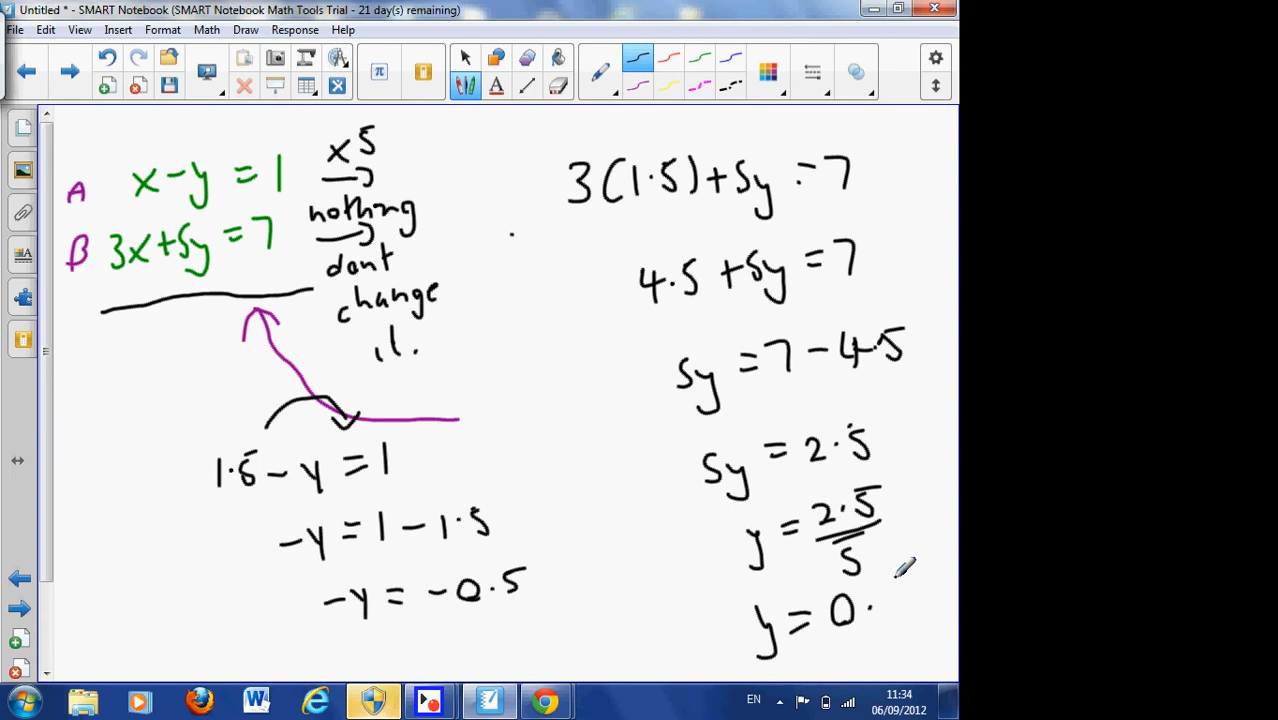 Untitled * - SMART Notebook (SMART Notebook Math Tools Trial - 21 day(s) remaining)
File Edit View Insert Format Math Draw Response Help
A x-y = 1
B 3x+5y = 7
x5
nothing
dont
change
it.
1.5 - y = 1
-y = 1 - 1.5
-y = -0.5
3(1.5)+5y = 7
4.5 +5y = 7
5y = 7 - 4.5
5y = 2.5
y = 2.5
5
y = 0.
EN
11:34
06/09/2012